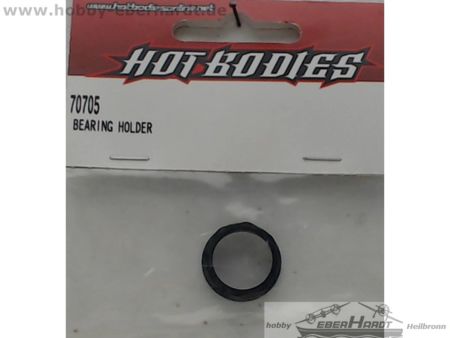 www.hobby-eberhardt.de
www.hotbodiesonline.net
HOT BODIES
70705
BEARING HOLDER
hobby EBERHARDT Heilbronn